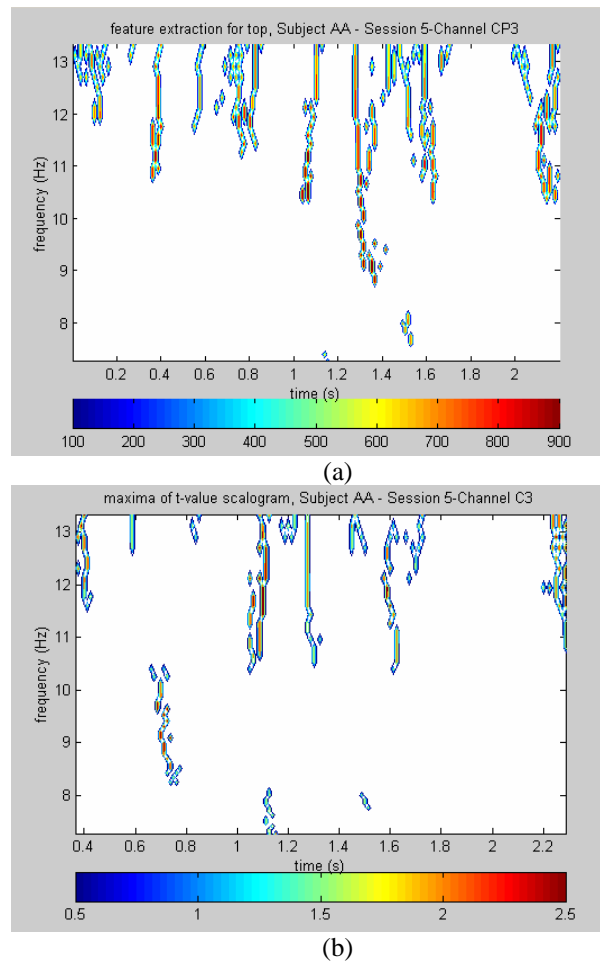 feature extraction for top, Subject AA - Session 5-Channel CP3
13
12
11
10
9
8
frequency (Hz)
0.2 0.4 0.6 0.8 1 1.2 1.4 1.6 1.8 2
time (s)
100 200 300 400 500 600 700 800 900
(a)
maxima of t-value scalogram, Subject AA - Session 5-Channel C3
13
12
11
10
9
8
frequency (Hz)
0.4 0.6 0.8 1 1.2 1.4 1.6 1.8 2 2.2
time (s)
0.5 1 1.5 2 2.5
(b)